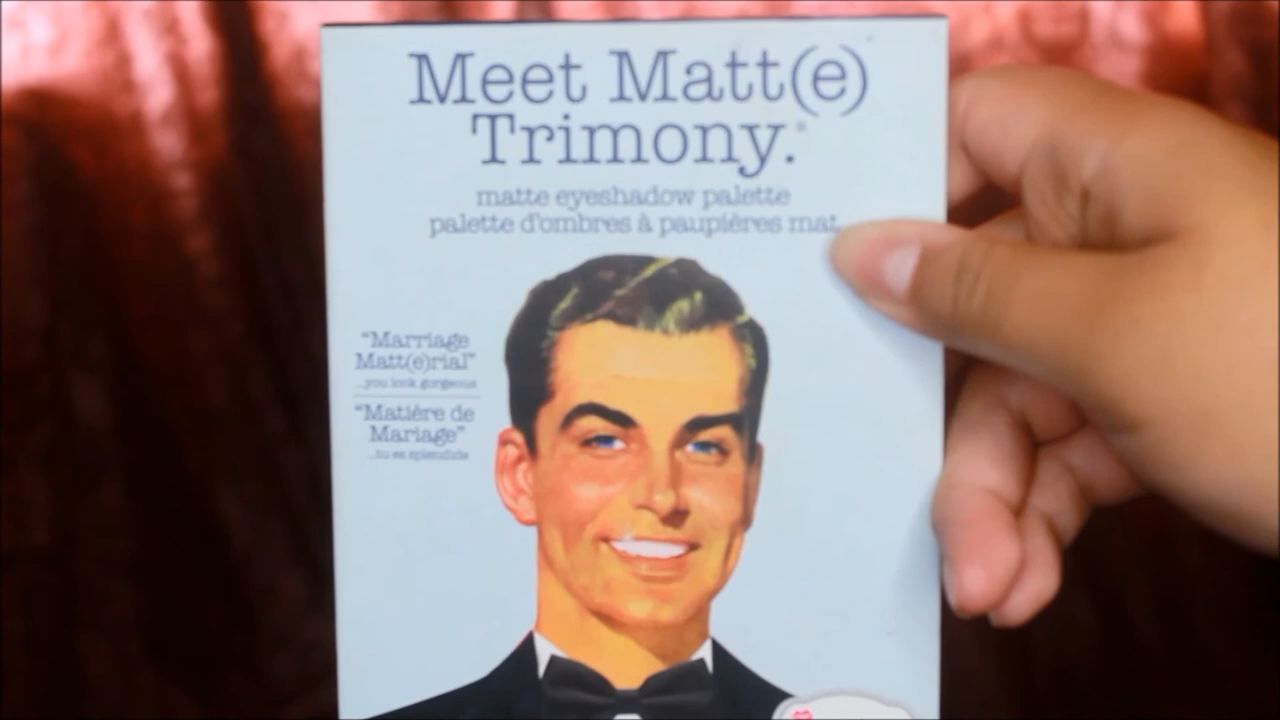 Meet Matt(e)
Trimony.
matte eyeshadow palette
palette d'ombres à paupières mat
"Marriage
Matt(e)rial"
...you look gorgeous
"Matière de
Mariage"
...tu es splendide